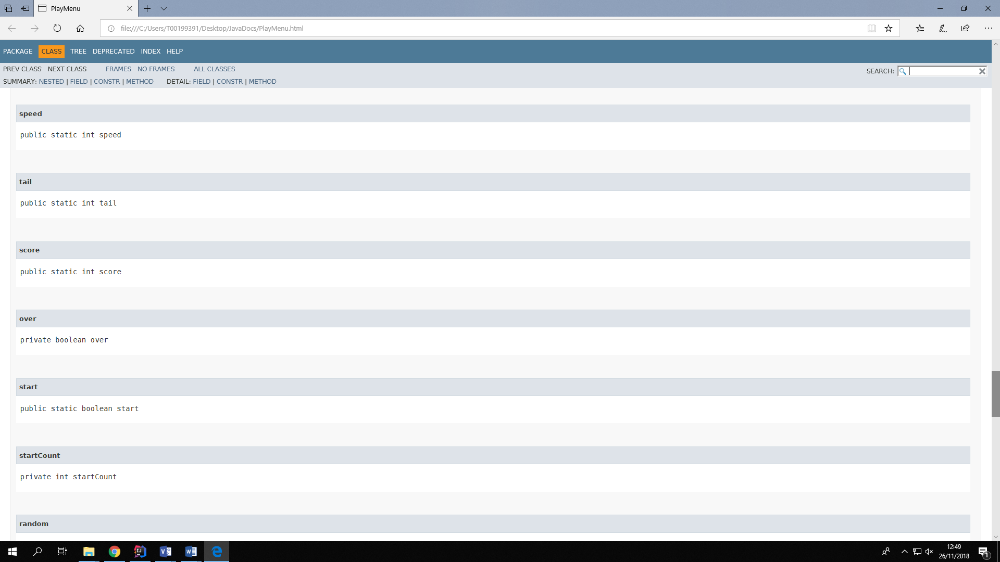 PlayMenu
file:///C:/Users/T00199391/Desktop/JavaDocs/PlayMenu.html
PACKAGE CLASS TREE DEPRECATED INDEX HELP
PREV CLASS NEXT CLASS FRAMES NO FRAMES ALL CLASSES
SEARCH:
SUMMARY: NESTED | FIELD | CONSTR | METHOD DETAIL: FIELD | CONSTR | METHOD
speed
public static int speed
tail
public static int tail
score
public static int score
over
private boolean over
start
public static boolean start
startCount
private int startCount
random
12:49
26/11/2018
1